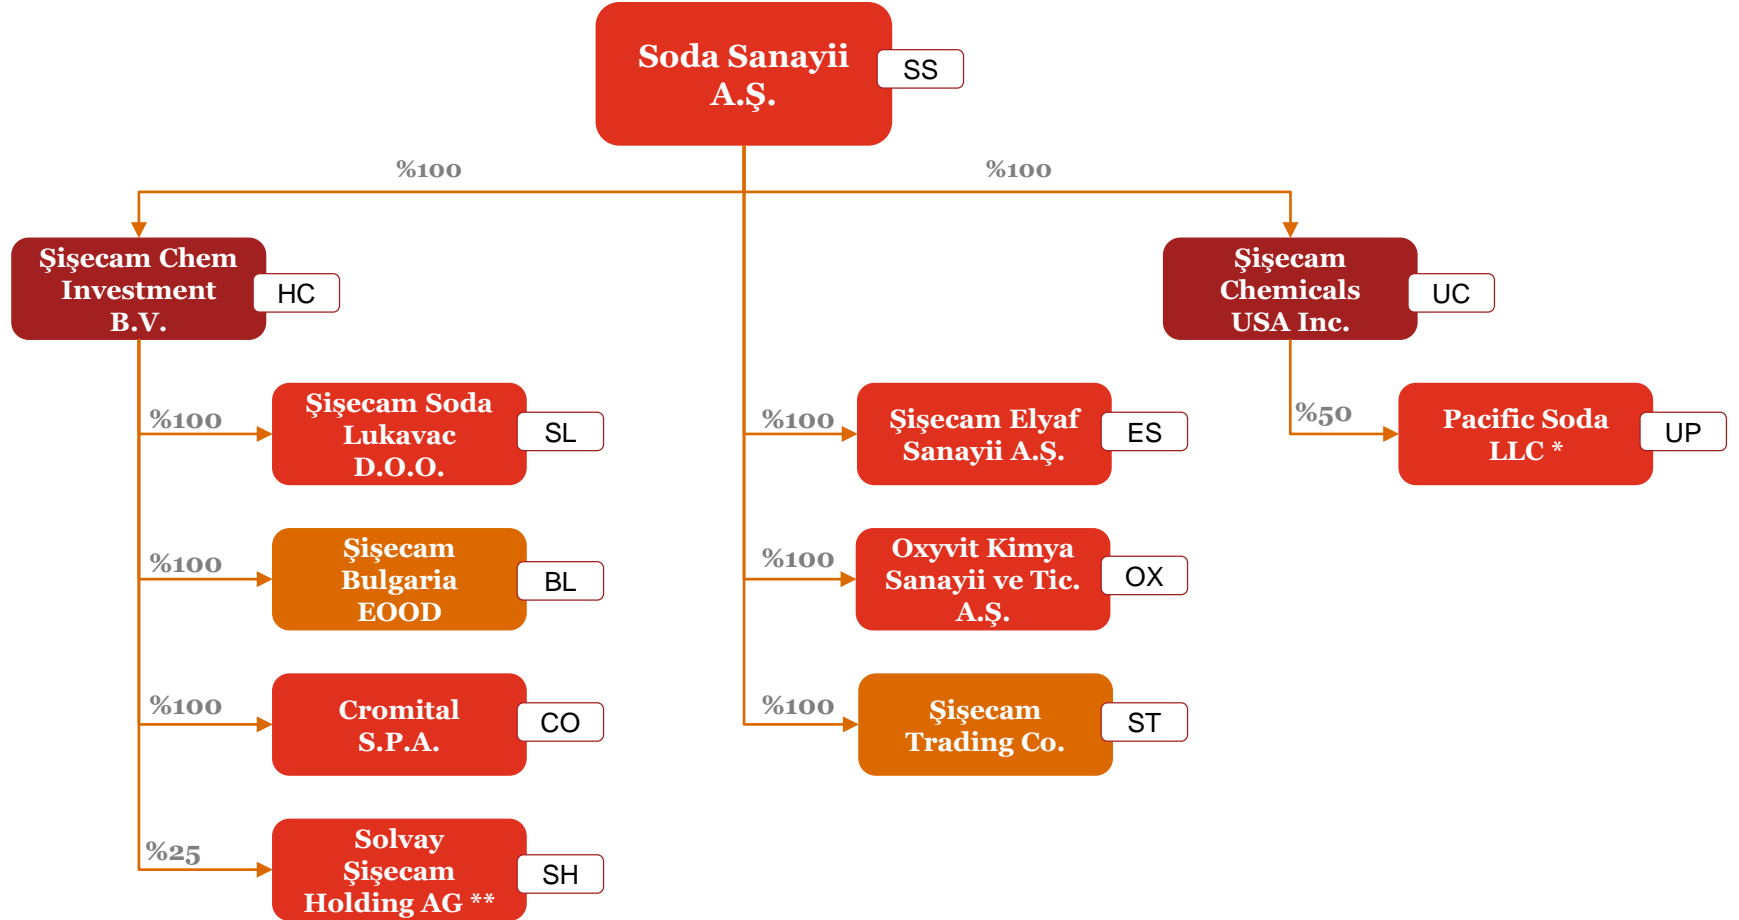 Soda Sanayii
A.Ş.
SS
%100
%100
Şişecam Chem
Investment
B.V.
HC
Şişecam
Chemicals
USA Inc.
UC
%100
Şişecam Soda
Lukavac
D.O.O.
SL
%100
Şişecam Elyaf
Sanayii A.Ş.
ES
%50
Pacific Soda
LLC *
UP
%100
Şişecam
Bulgaria
EOOD
BL
%100
Oxyvit Kimya
Sanayii ve Tic.
A.Ş.
OX
%100
Cromital
S.P.A.
CO
%100
Şişecam
Trading Co.
ST
%25
Solvay
Şişecam
Holding AG **
SH